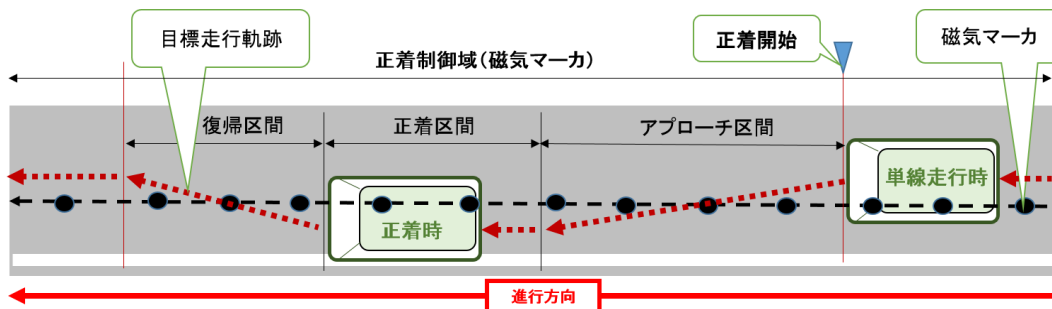 目標走行軌跡
正着開始
磁気マーカ
正着制御域(磁気マーカ)
復帰区間
正着区間
アプローチ区間
単線走行時
正着時
進行方向